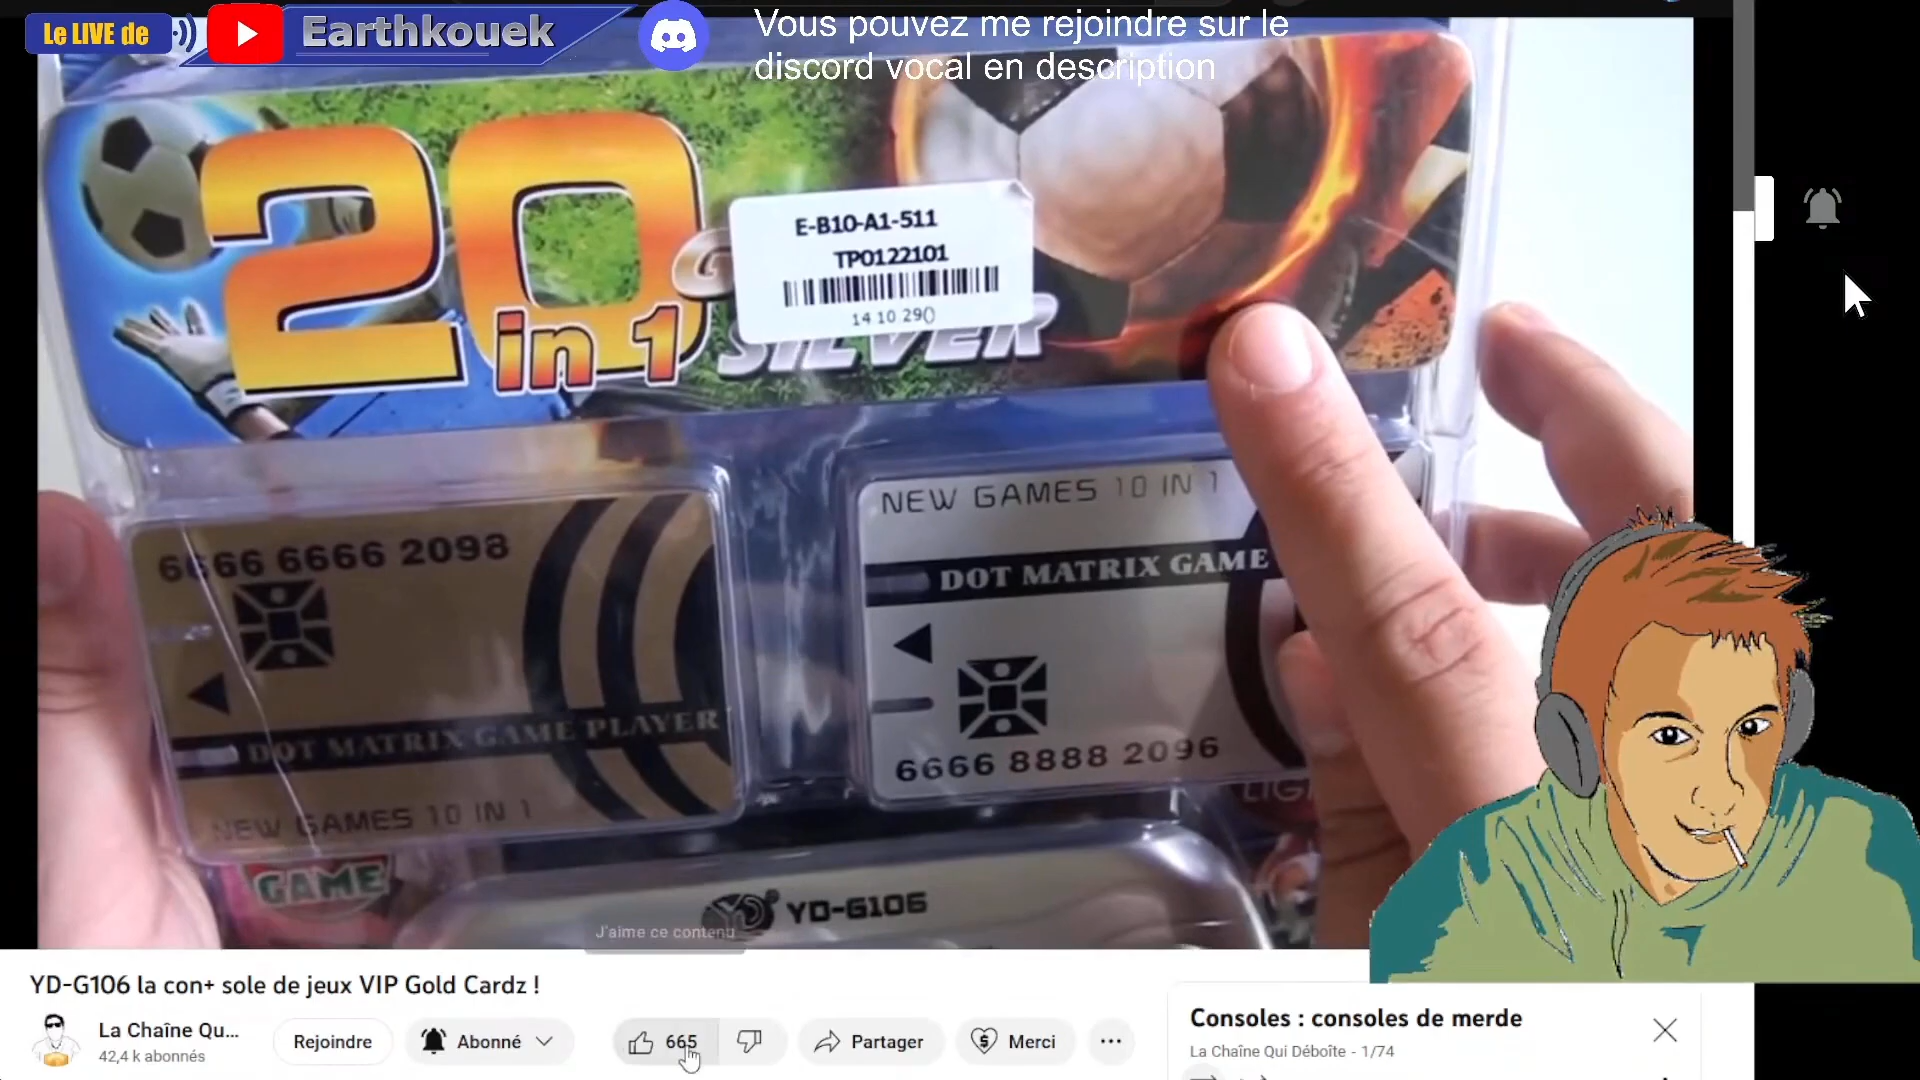 Le LIVE de
Earthkouek
Vous pouvez me rejoindre sur le
discord vocal en description
20
in 1
G
SILVER
E-B10-A1-511
TP0122101
14 10 290
6666 6666 2098
DOT MATRIX GAME PLAYER
NEW GAMES 10 IN 1
NEW GAMES 10 IN 1
DOT MATRIX GAME
6666 8888 2096
GAME
YD-G106
J'aime ce contenu
YD-G106 la con+ sole de jeux VIP Gold Cardz !
La Chaîne Qu...
42,4 k abonnés
Rejoindre
Abonné
665
Partager
Merci
Consoles : consoles de merde
La Chaîne Qui Déboîte - 1/74